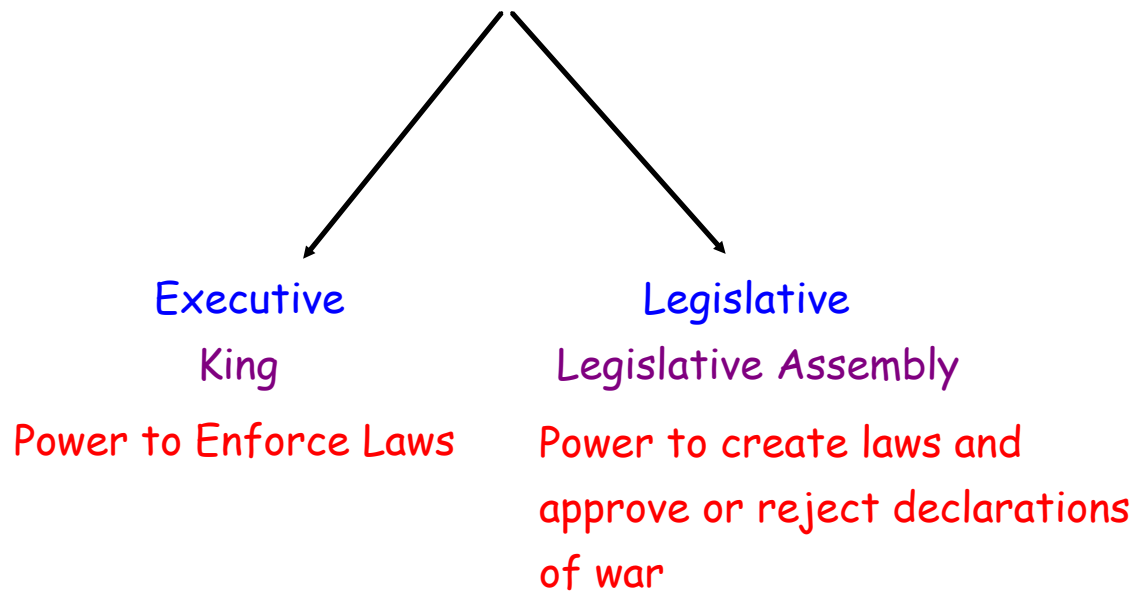 Executive
King
Power to Enforce Laws
Legislative
Legislative Assembly
Power to create laws and
approve or reject declarations
of war